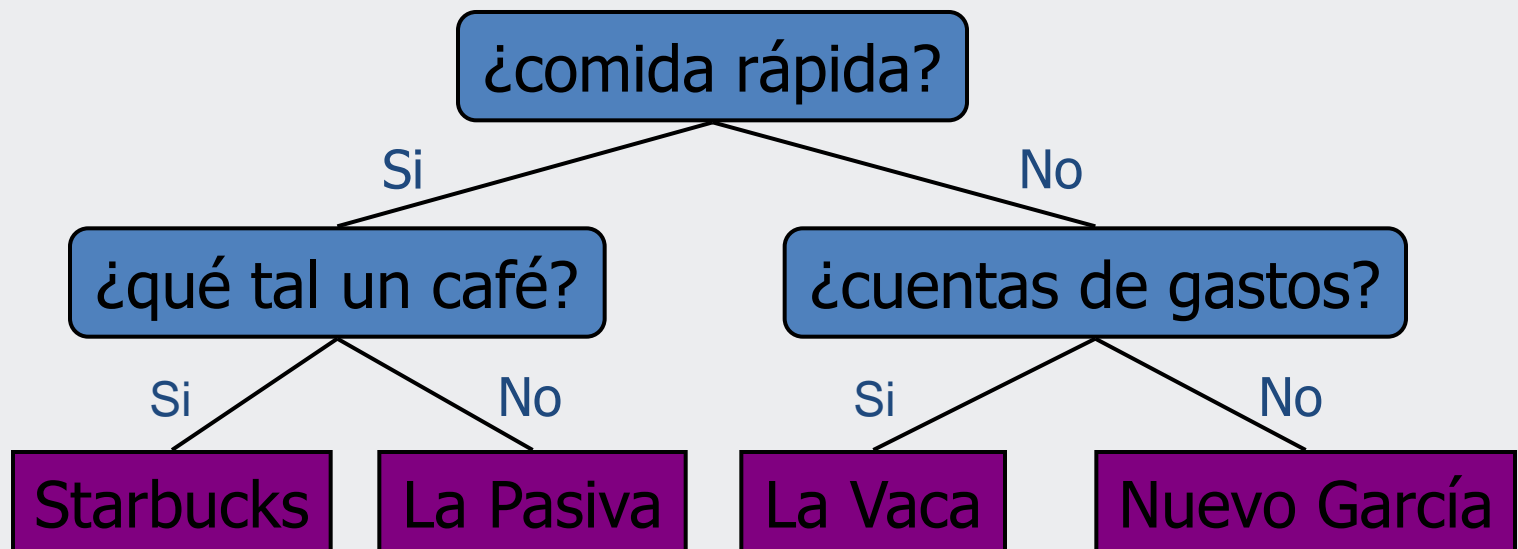 ¿comida rápida?
Si
No
¿qué tal un café?
¿cuentas de gastos?
Si
No
Si
No
Starbucks
La Pasiva
La Vaca
Nuevo García